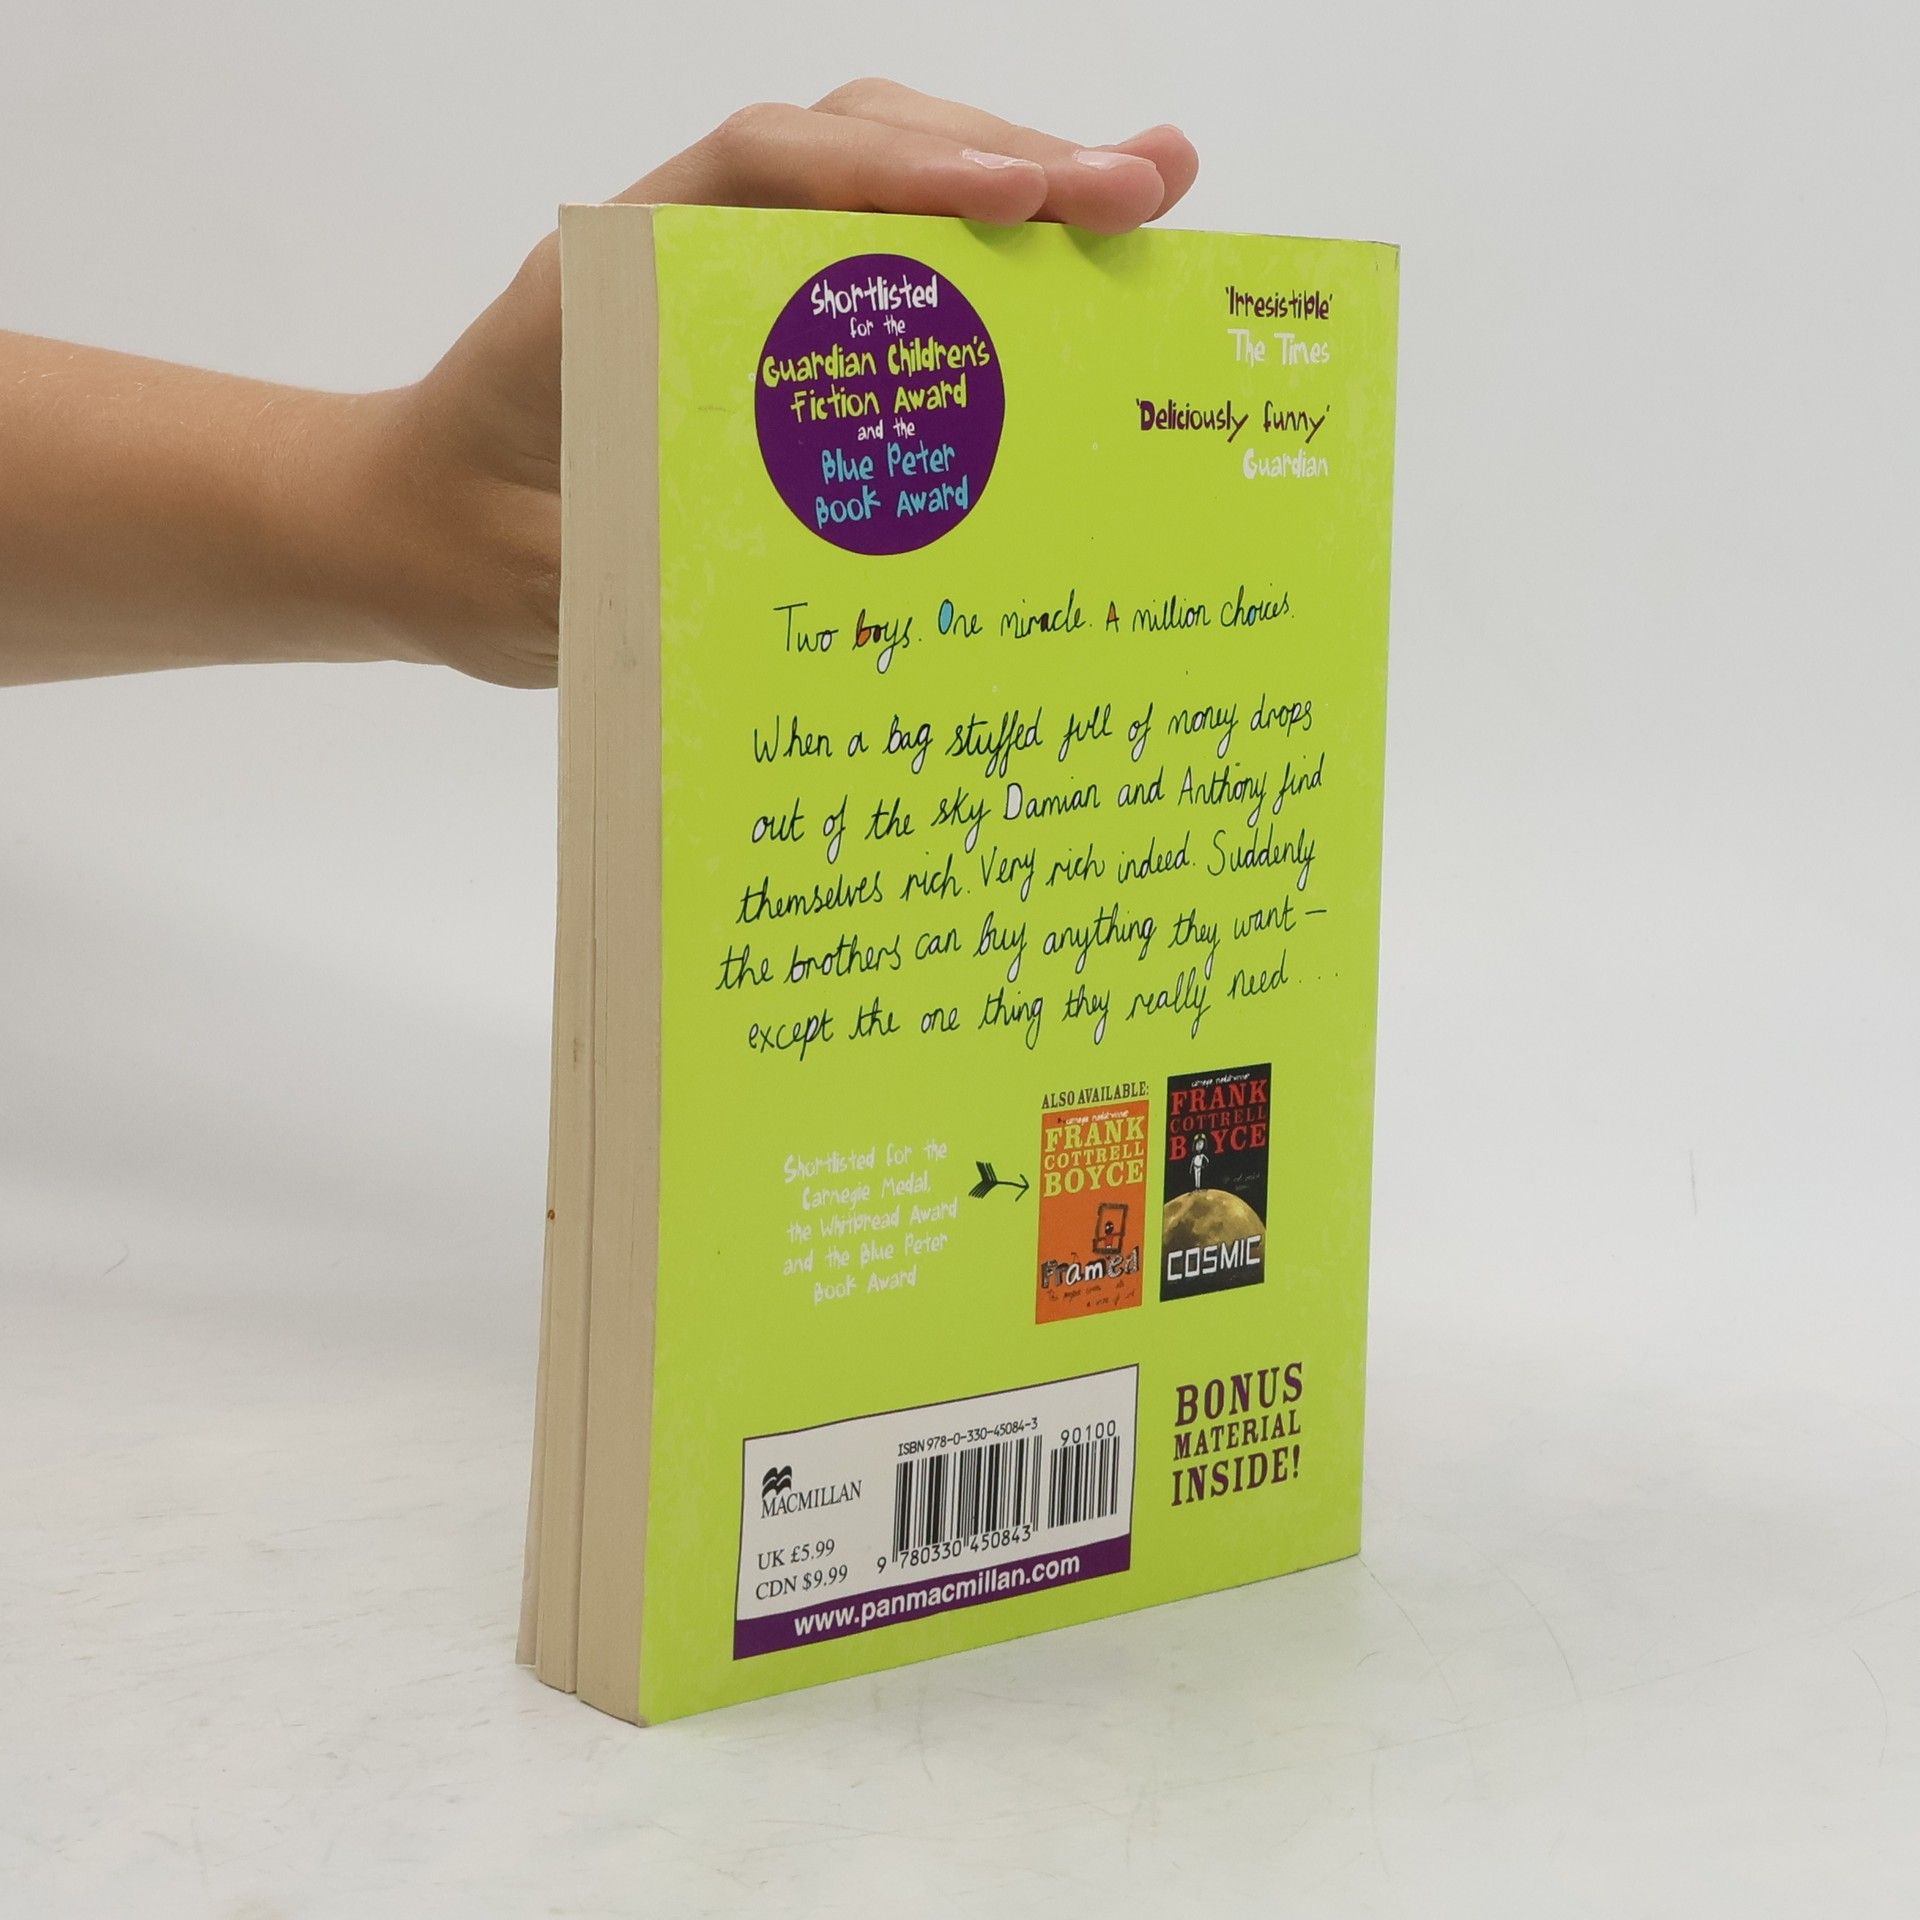 Shortlisted
for the
Guardian Children's
Fiction Award
and the
Blue Peter
Book Award
'Irresistible'
The Times
'Deliciously funny'
Guardian
Two boys. One miracle. A million choices.
When a bag stuffed full of money drops
out of the sky Damian and Anthony find
themselves rich. Very rich indeed. Suddenly
the brothers can buy anything they want –
except the one thing they really need . . .
Shortlisted for the
Carnegie Medal,
the Whitbread Award
and the Blue Peter
Book Award
ALSO AVAILABLE:
FRANK
COTTRELL
BOYCE
Framed
FRANK
COTTRELL
BOYCE
COSMIC
BONUS
MATERIAL
INSIDE!
MACMILLAN
UK £5.99
CDN $9.99
ISBN 978-0-330-45084-3
90100
9 780330 450843
www.panmacmillan.com